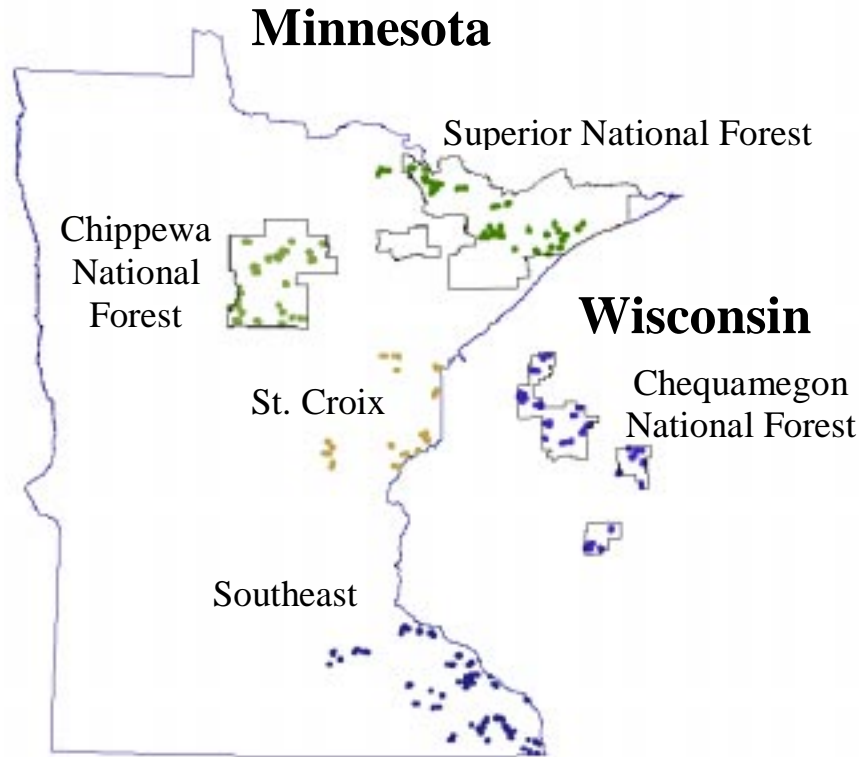 Minnesota
Superior National Forest
Chippewa
National
Forest
Wisconsin
Chequamegon
National Forest
St. Croix
Southeast